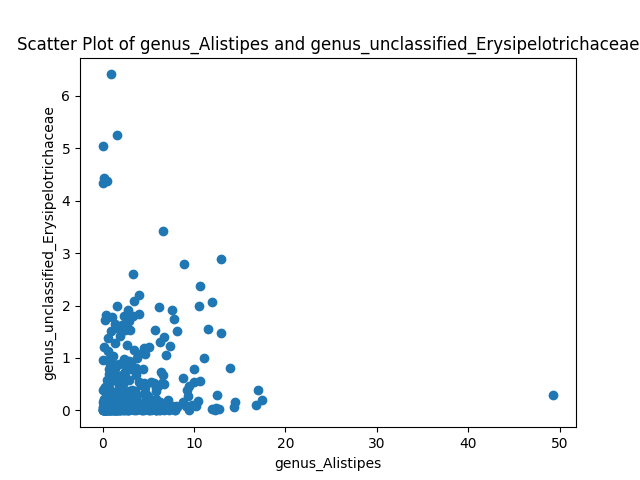 Scatter Plot of genus_Alistipes and genus_unclassified_Erysipelotrichaceae
genus_unclassified_Erysipelotrichaceae
6
5
4
3
2
1
0
0 10 20 30 40 50
genus_Alistipes